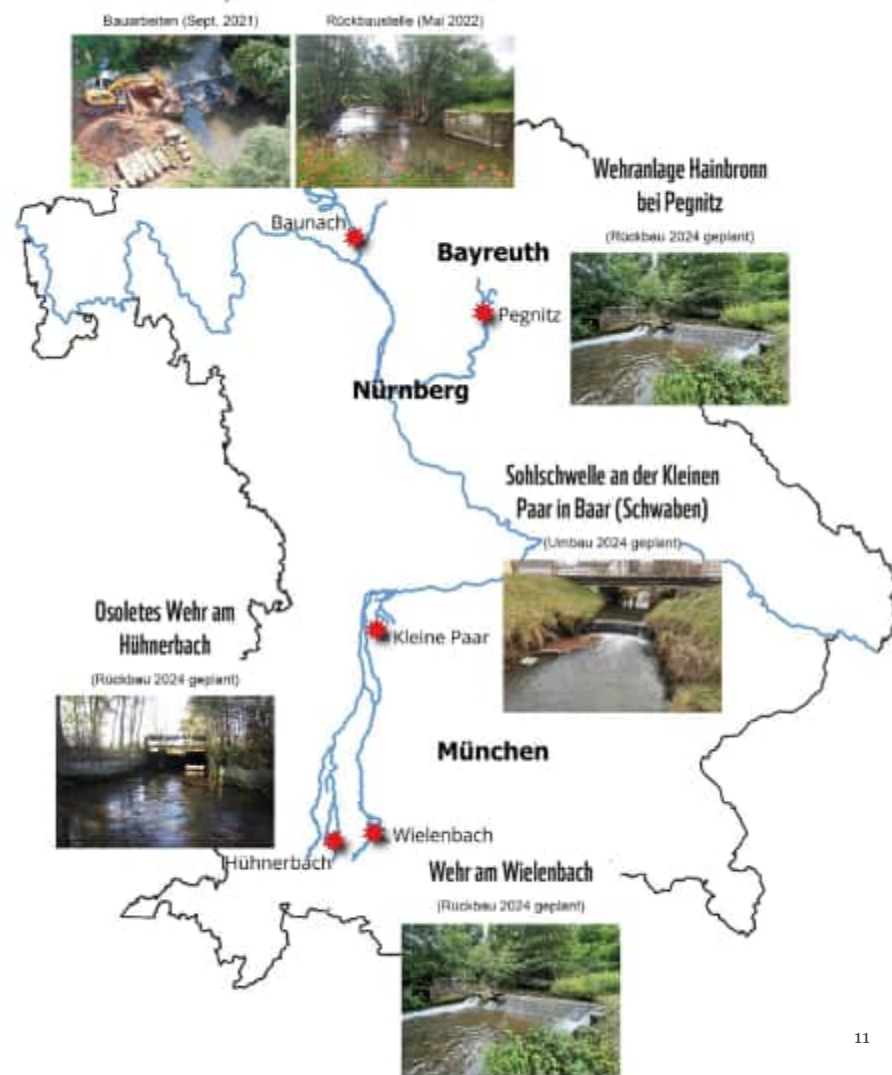 Bauarbeiten (Sept. 2021)
Rückbaustelle (Mai 2022)
Wehranlage Hainbronn
bei Pegnitz
(Rückbau 2024 geplant)
Baunach
Bayreuth
Pegnitz
Nürnberg
Sohlschwelle an der Kleinen
Paar in Baar (Schwaben)
(Umbau 2024 geplant)
Osoletes Wehr am
Hühnerbach
(Rückbau 2024 geplant)
Kleine Paar
München
Wielenbach
Hühnerbach
Wehr am Wielenbach
(Rückbau 2024 geplant)
11